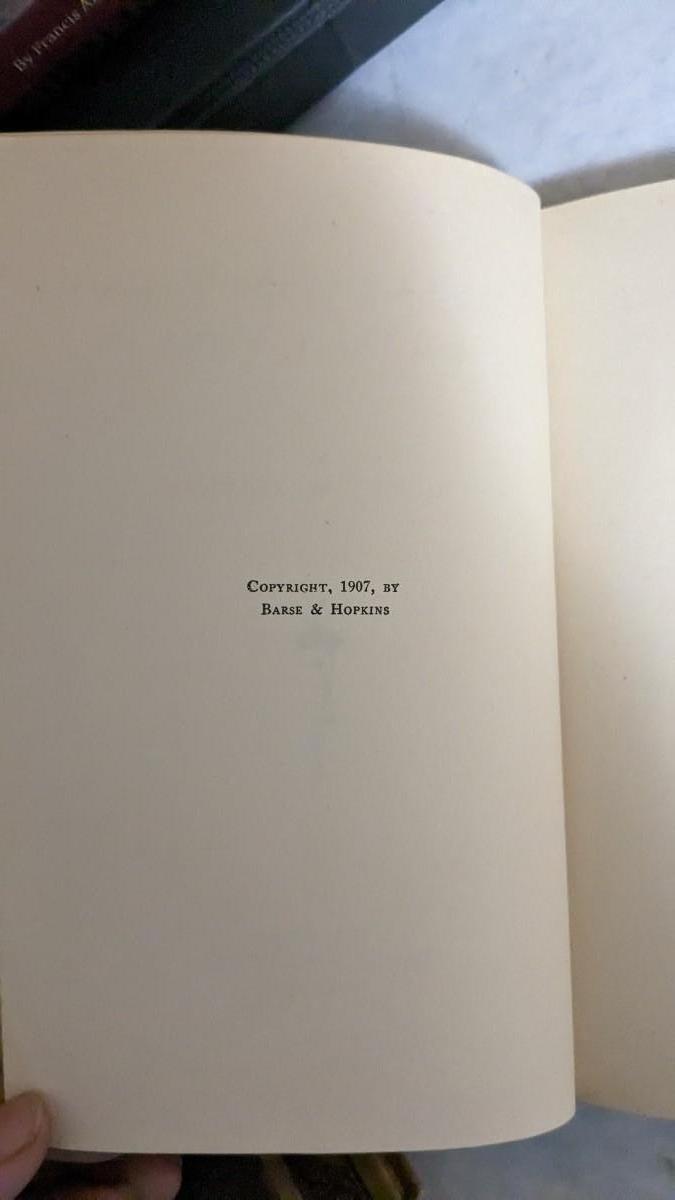 By Francis A
COPYRIGHT, 1907, BY
BARSE & HOPKINS